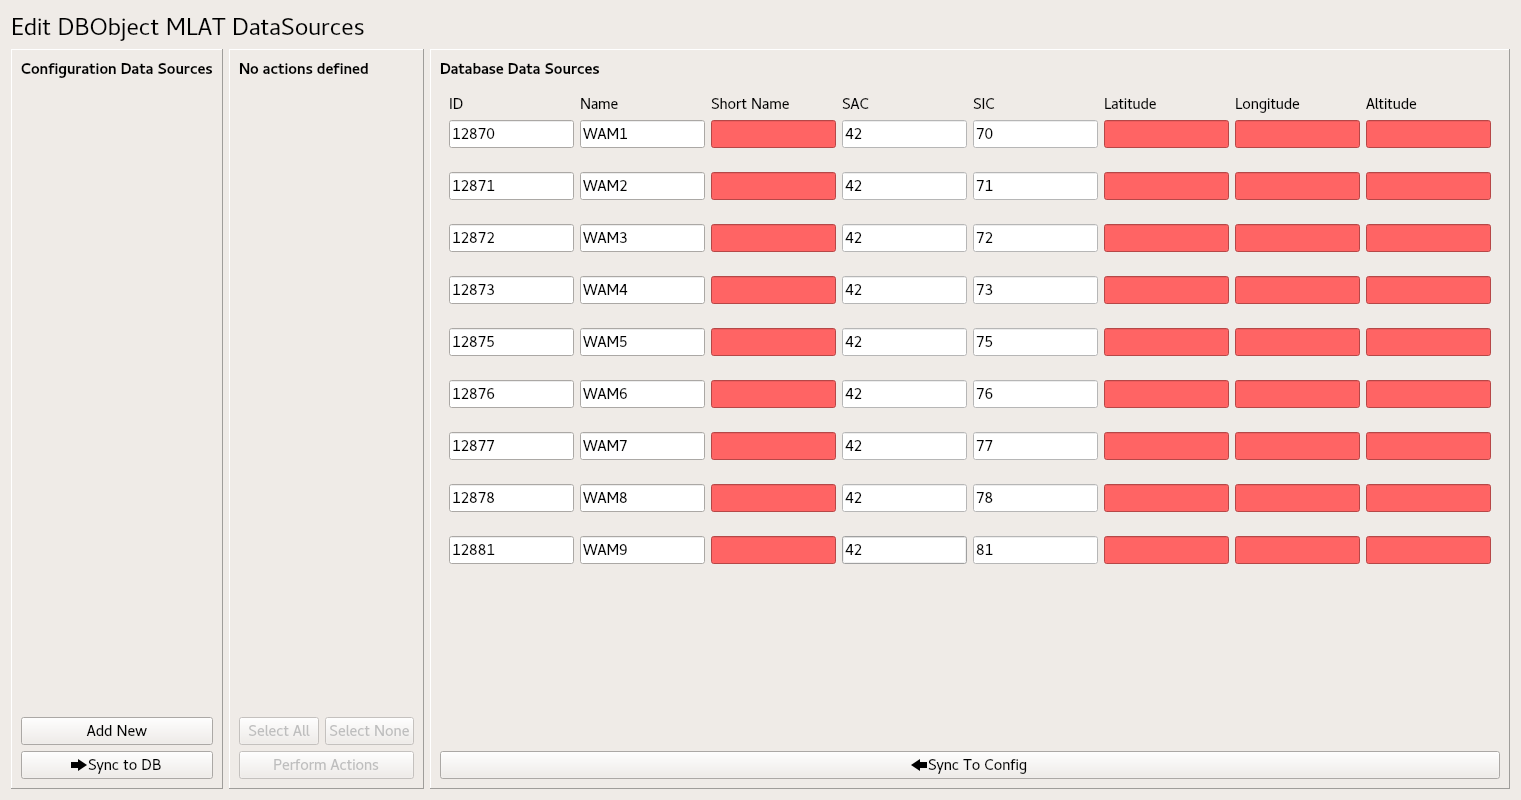 Edit DBObject MLAT DataSources
Configuration Data Sources
No actions defined
Database Data Sources
ID Name Short Name SAC SIC Latitude Longitude Altitude
12870 WAM1 42 70
12871 WAM2 42 71
12872 WAM3 42 72
12873 WAM4 42 73
12875 WAM5 42 75
12876 WAM6 42 76
12877 WAM7 42 77
12878 WAM8 42 78
12881 WAM9 42 81
Add New
Select All Select None
Sync to DB
Perform Actions
Sync To Config